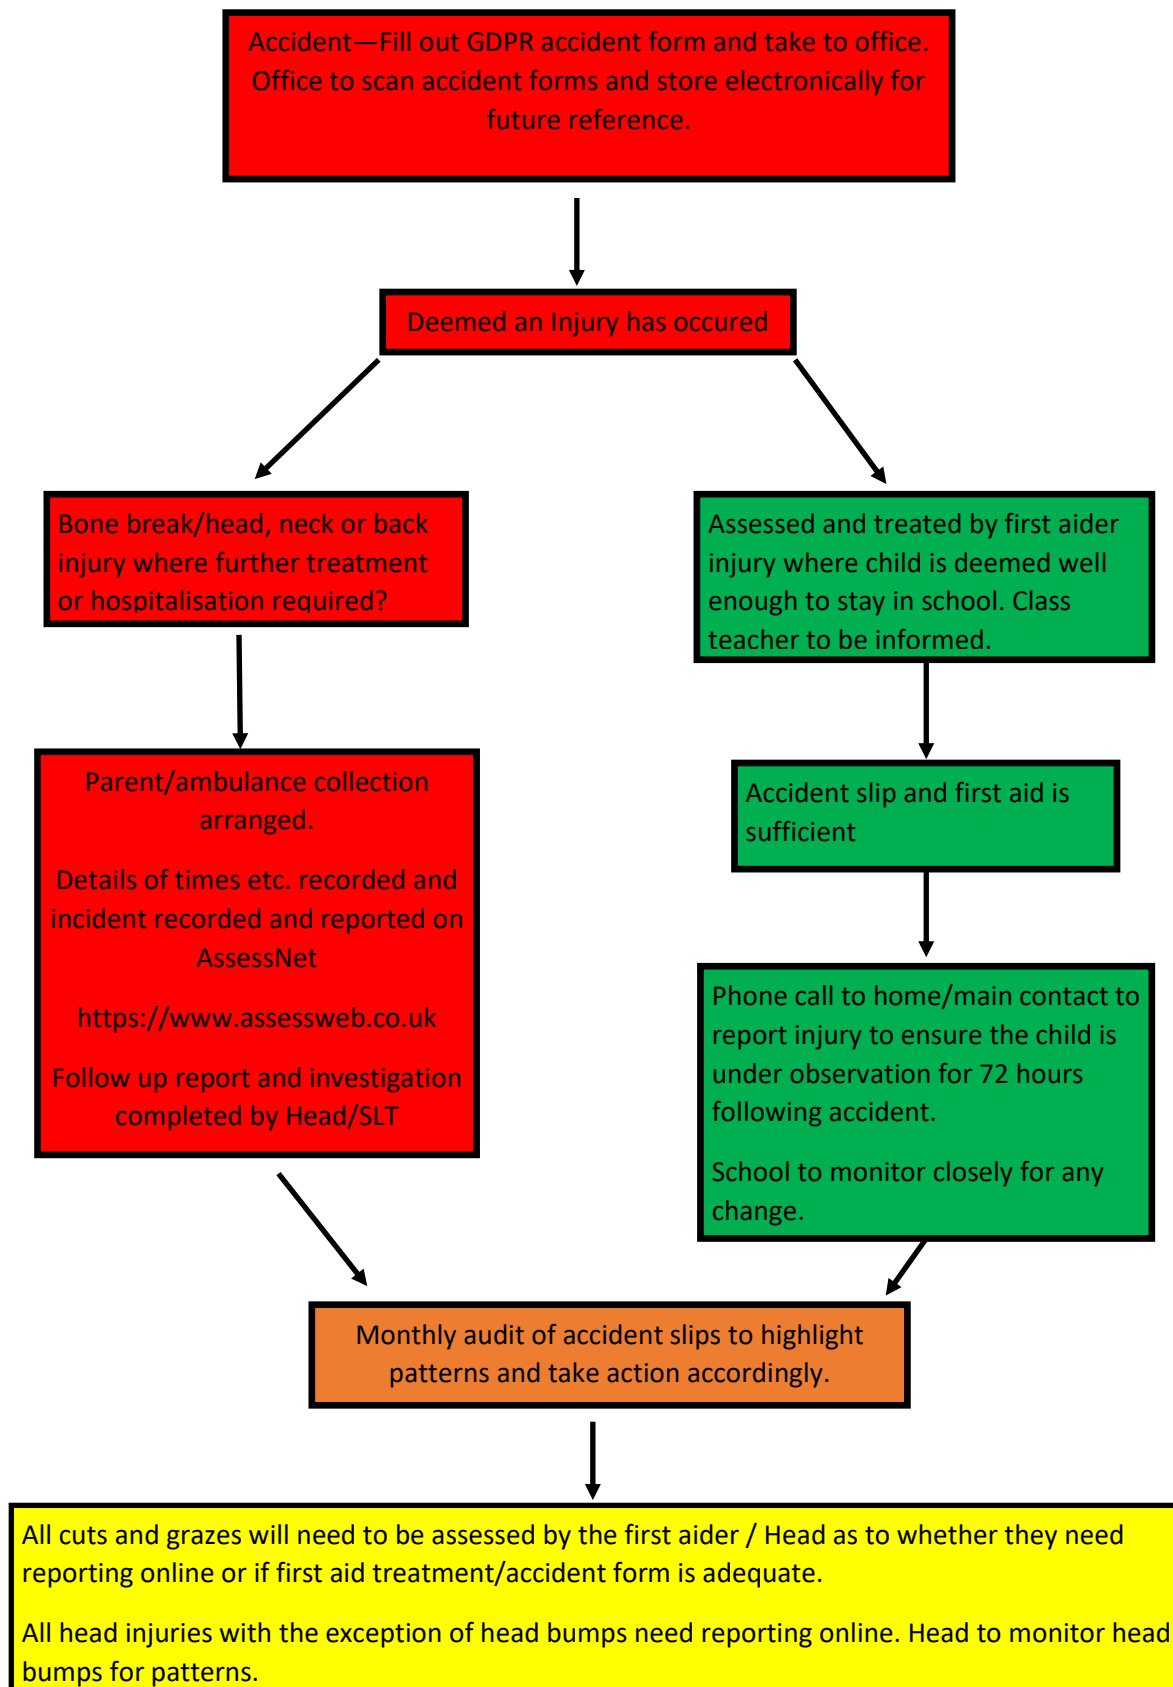 Accident—Fill out GDPR accident form and take to office.
Office to scan accident forms and store electronically for
future reference.
Deemed an Injury has occured
Bone break/head, neck or back
injury where further treatment
or hospitalisation required?
Assessed and treated by first aider
injury where child is deemed well
enough to stay in school. Class
teacher to be informed.
Parent/ambulance collection
arranged.
Details of times etc. recorded and
incident recorded and reported on
AssessNet
https://www.assessweb.co.uk
Follow up report and investigation
completed by Head/SLT
Accident slip and first aid is
sufficient
Phone call to home/main contact to
report injury to ensure the child is
under observation for 72 hours
following accident.
School to monitor closely for any
change.
Monthly audit of accident slips to highlight
patterns and take action accordingly.
All cuts and grazes will need to be assessed by the first aider / Head as to whether they need
reporting online or if first aid treatment/accident form is adequate.
All head injuries with the exception of head bumps need reporting online. Head to monitor head
bumps for patterns.